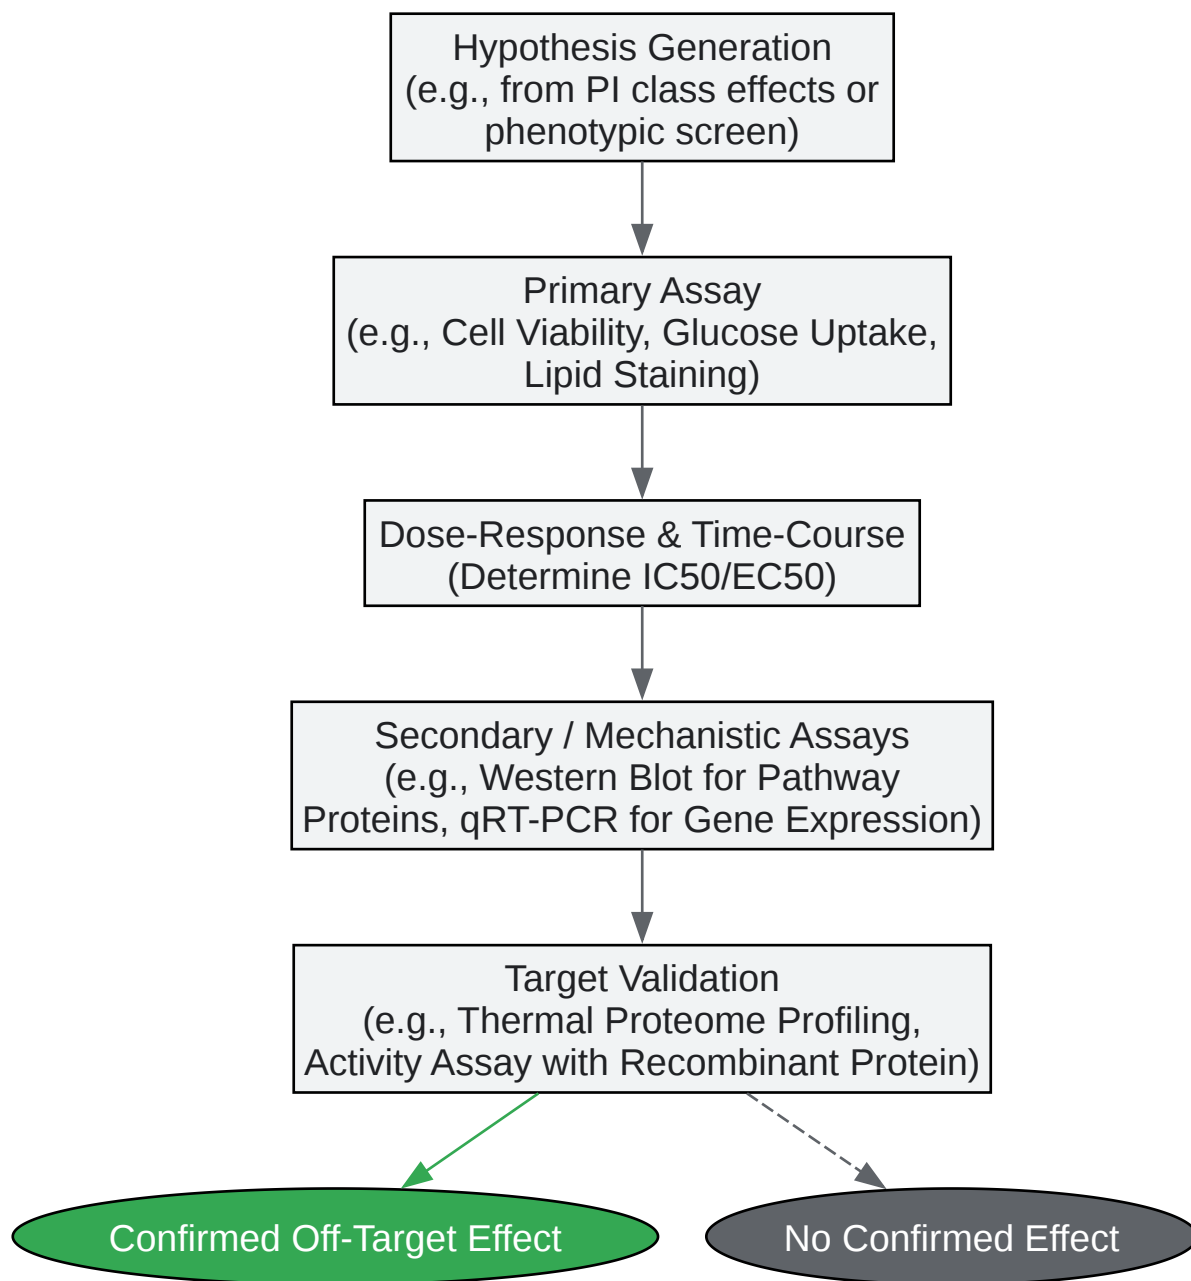 Hypothesis Generation
(e.g., from PI class effects or
phenotypic screen)
Primary Assay
(e.g., Cell Viability, Glucose Uptake,
Lipid Staining)
Dose-Response & Time-Course
(Determine IC50/EC50)
Secondary / Mechanistic Assays
(e.g., Western Blot for Pathway
Proteins, qRT-PCR for Gene Expression)
Target Validation
(e.g., Thermal Proteome Profiling,
Activity Assay with Recombinant Protein)
Confirmed Off-Target Effect
No Confirmed Effect